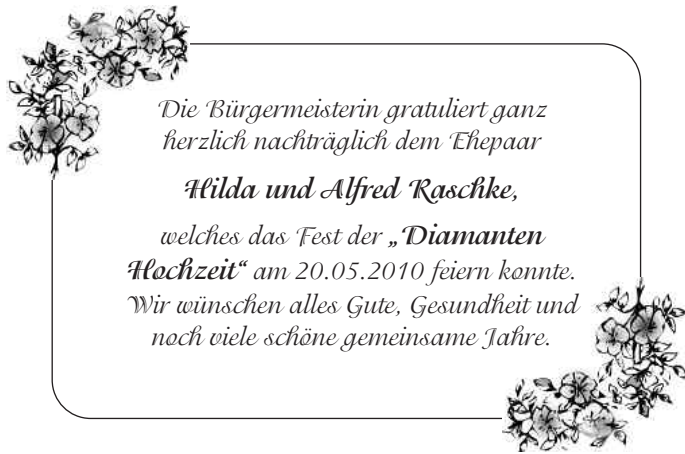 Die Bürgermeisterin gratuliert ganz
herzlich nachträglich dem Ehepaar
Hilda und Alfred Raschke,
welches das Fest der „Diamanten
Hochzeit“ am 20.05.2010 feiern konnte.
Wir wünschen alles Gute, Gesundheit und
noch viele schöne gemeinsame Jahre.